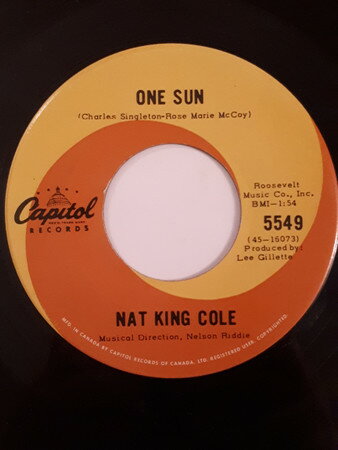 ONE SUN
(Charles Singleton-Rose Marie McCoy)
Roosevelt
Music Co., Inc.
BMI-1:54
Capitol
RECORDS
5549
(45-16073)
Produced by
Lee Gillette
NAT KING COLE
Musical Direction, Nelson Riddle
MFD. IN CANADA BY CAPITOL RECORDS OF CANADA, LTD. REGISTERED USER. COPYRIGHTED.